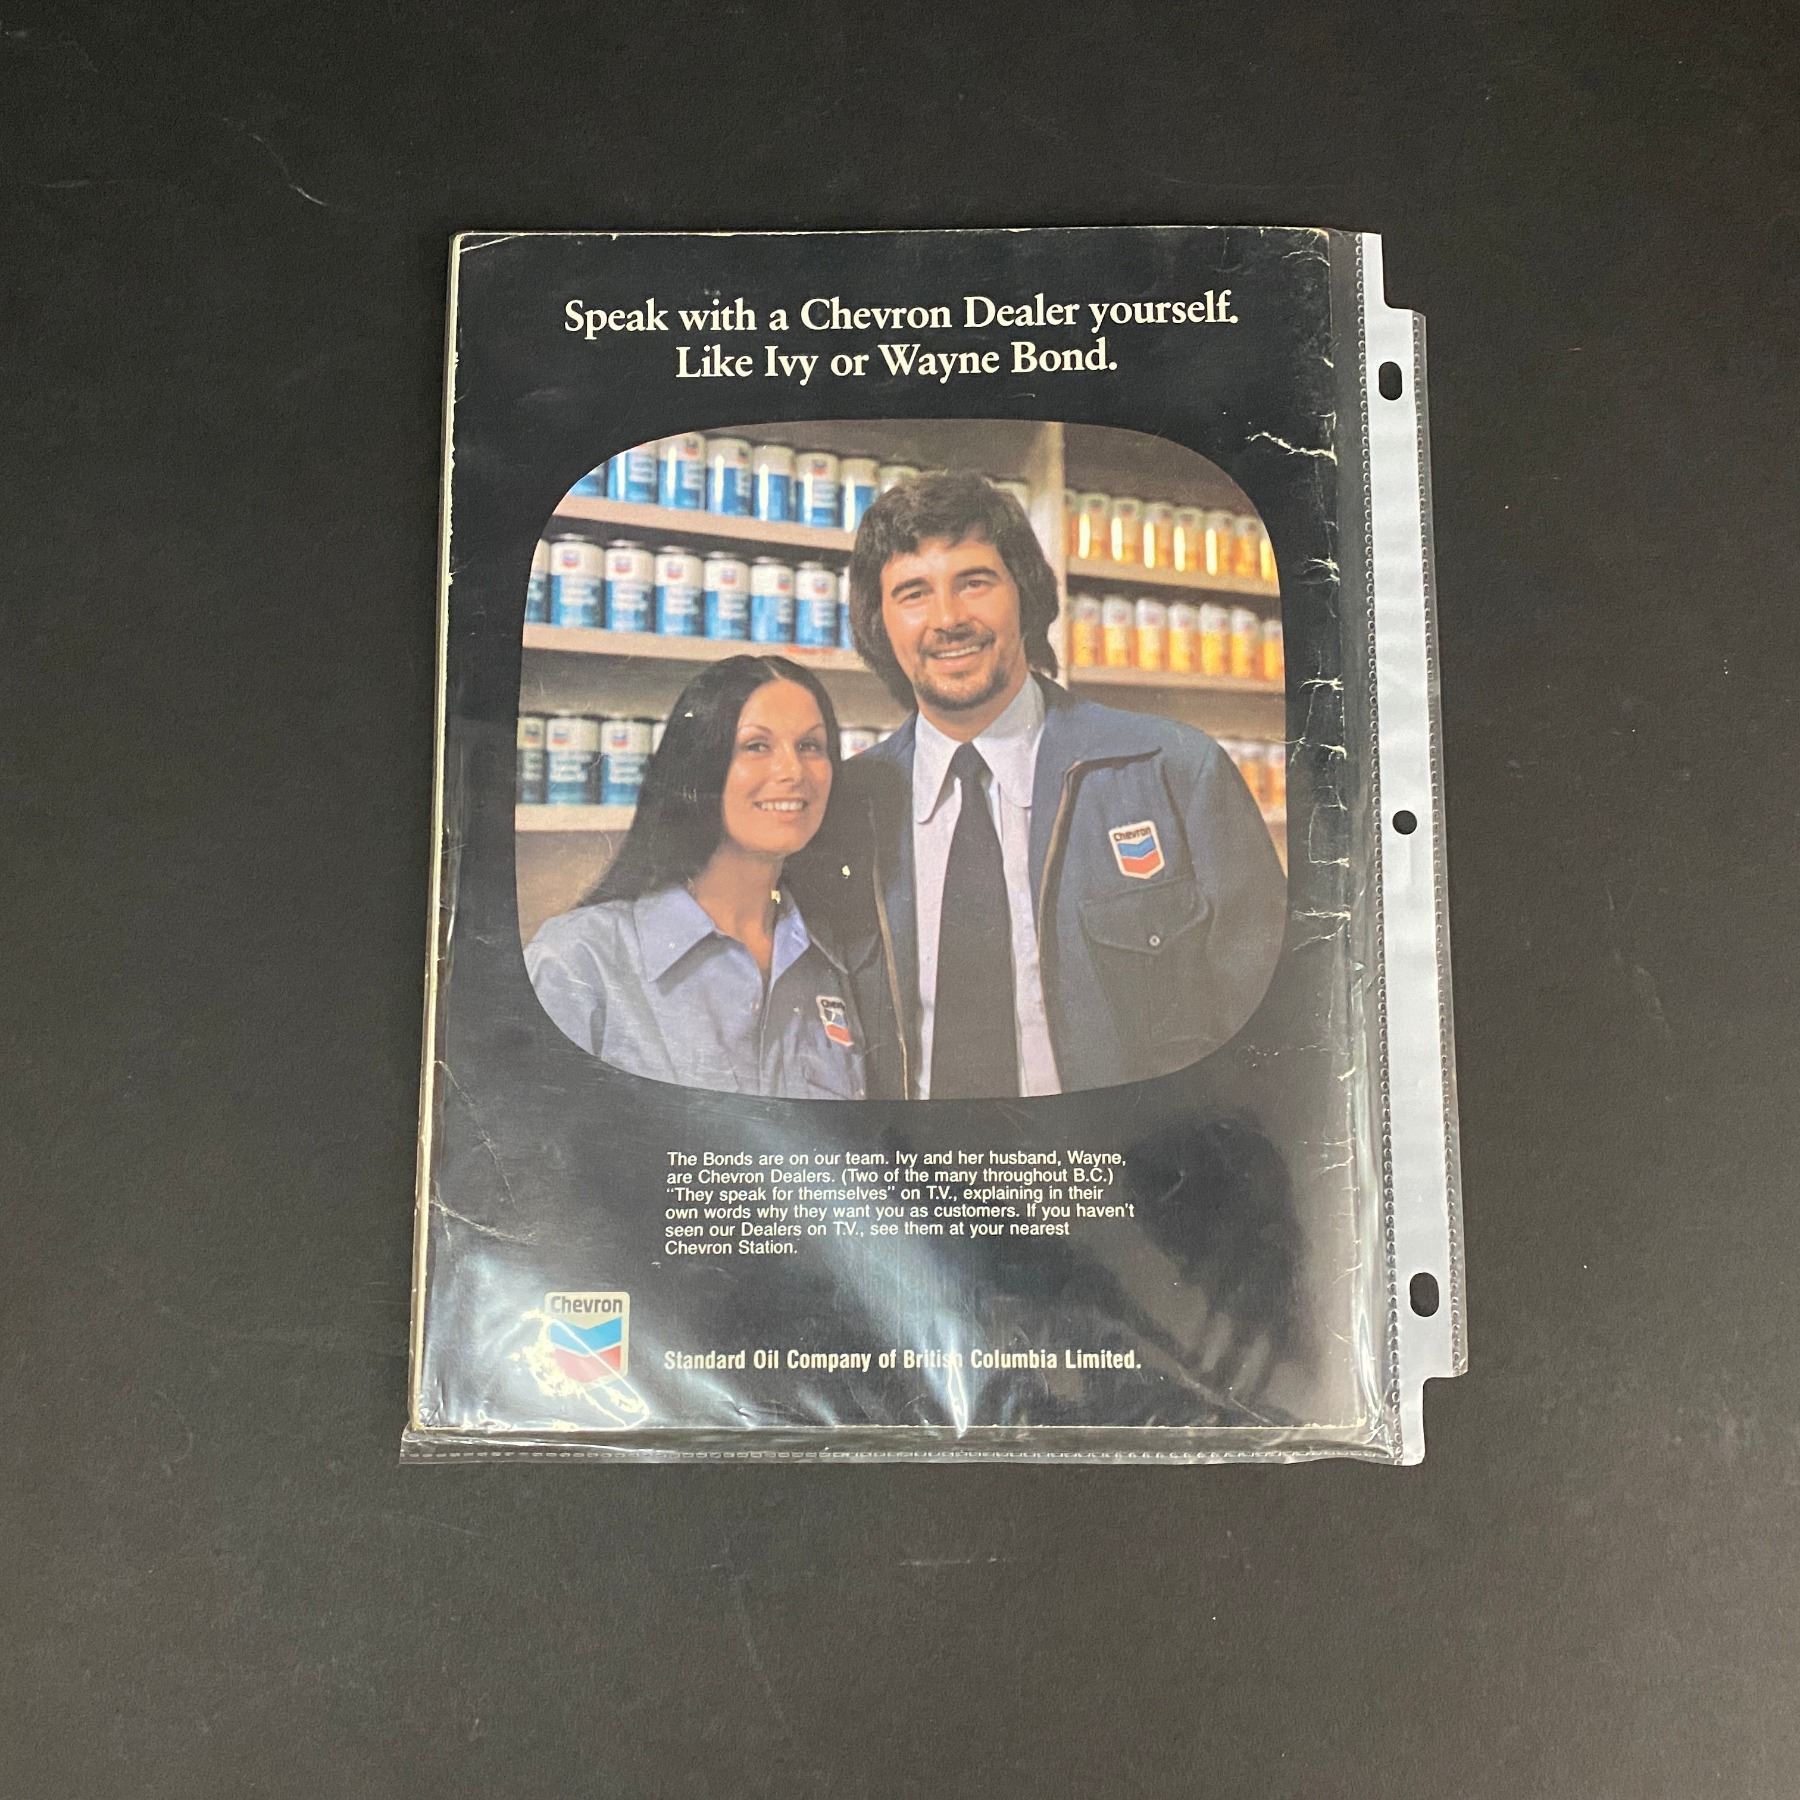 Speak with a Chevron Dealer yourself.
Like Ivy or Wayne Bond.
Chevron
The Bonds are on our team. Ivy and her husband, Wayne,
are Chevron Dealers. (Two of the many throughout B.C.)
"They speak for themselves" on T.V., explaining in their
own words why they want you as customers. If you haven't
seen our Dealers on T.V., see them at your nearest
Chevron Station.
Chevron
Standard Oil Company of British Columbia Limited.